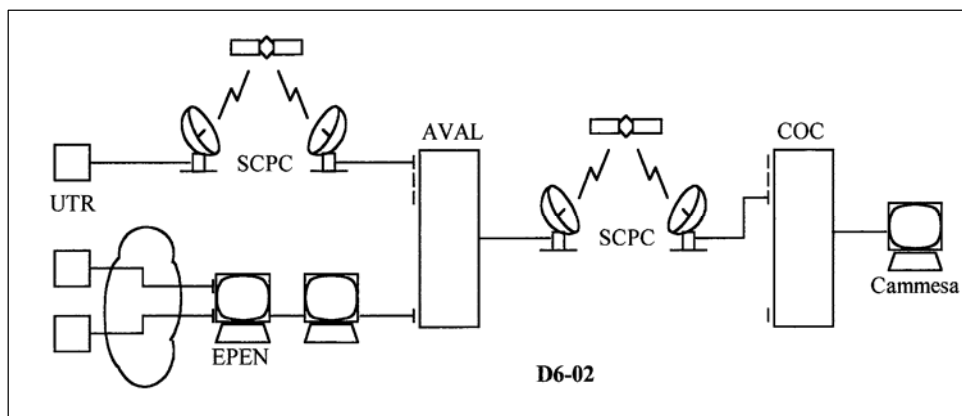 AVAL
COC
SCPC
UTR
SCPC
Cammesa
EPEN
D6-02